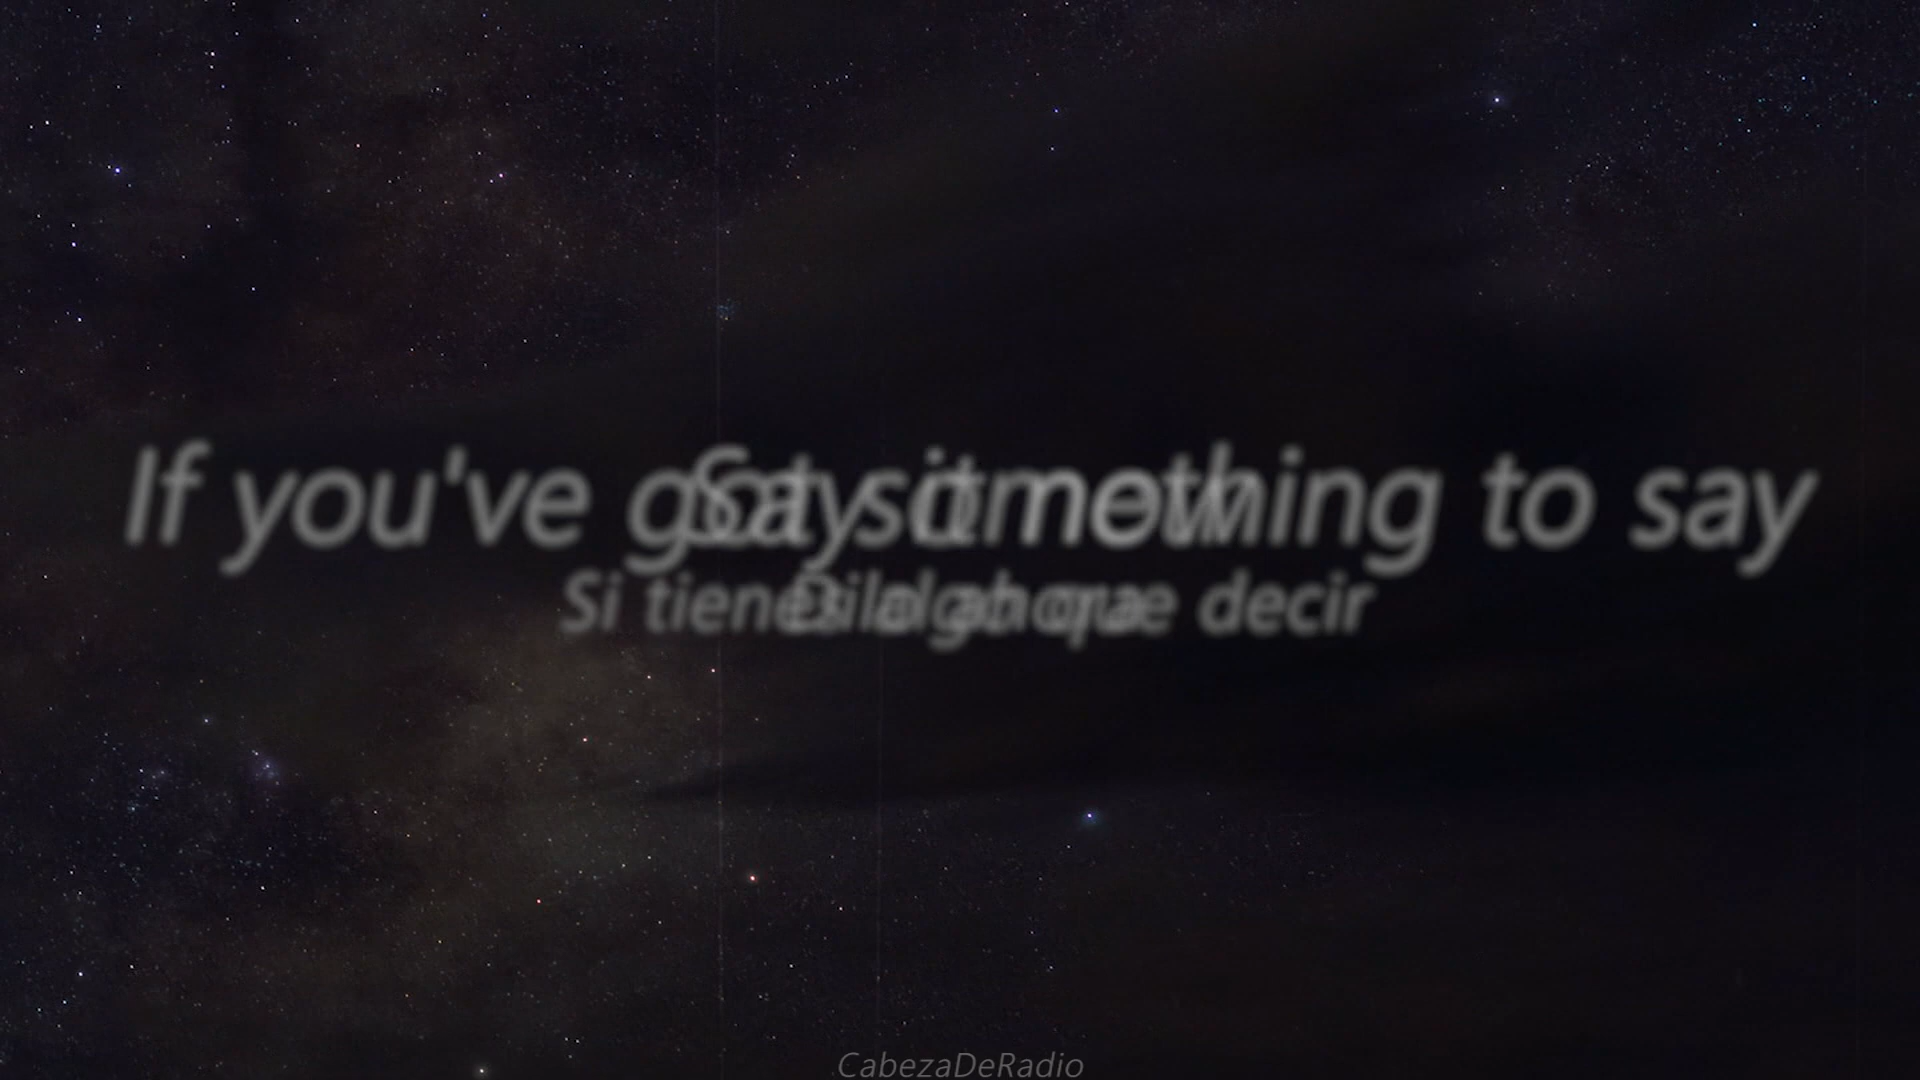 If you've got something to say
Say it now
Si tienes algo que decir
Dilo ahora
CabezaDeRadio